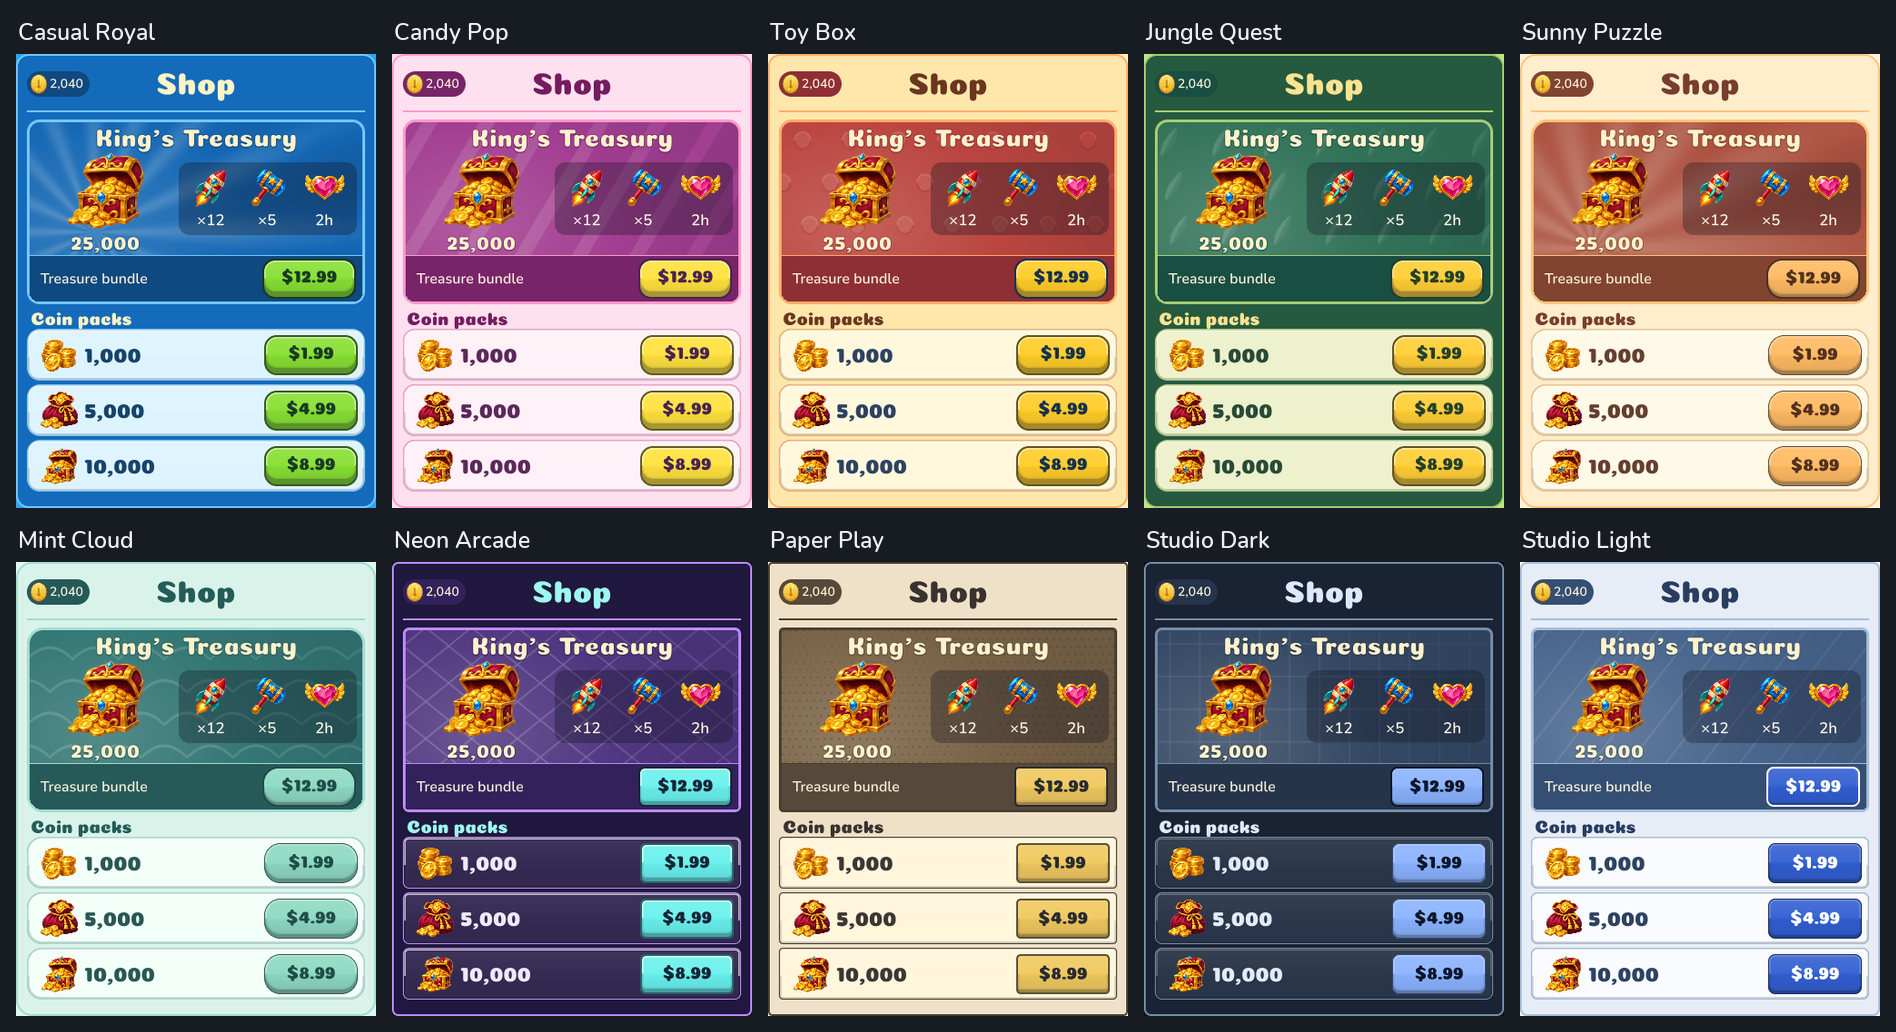 Casual Royal
2,040
Shop
King's Treasury
×12 ×5 2h
25,000
Treasure bundle $12.99
Coin packs
1,000 $1.99
5,000 $4.99
10,000 $8.99
Candy Pop
2,040
Shop
King's Treasury
×12 ×5 2h
25,000
Treasure bundle $12.99
Coin packs
1,000 $1.99
5,000 $4.99
10,000 $8.99
Toy Box
2,040
Shop
King's Treasury
×12 ×5 2h
25,000
Treasure bundle $12.99
Coin packs
1,000 $1.99
5,000 $4.99
10,000 $8.99
Jungle Quest
2,040
Shop
King's Treasury
×12 ×5 2h
25,000
Treasure bundle $12.99
Coin packs
1,000 $1.99
5,000 $4.99
10,000 $8.99
Sunny Puzzle
2,040
Shop
King's Treasury
×12 ×5 2h
25,000
Treasure bundle $12.99
Coin packs
1,000 $1.99
5,000 $4.99
10,000 $8.99
Mint Cloud
2,040
Shop
King's Treasury
×12 ×5 2h
25,000
Treasure bundle $12.99
Coin packs
1,000 $1.99
5,000 $4.99
10,000 $8.99
Neon Arcade
2,040
Shop
King's Treasury
×12 ×5 2h
25,000
Treasure bundle $12.99
Coin packs
1,000 $1.99
5,000 $4.99
10,000 $8.99
Paper Play
2,040
Shop
King's Treasury
×12 ×5 2h
25,000
Treasure bundle $12.99
Coin packs
1,000 $1.99
5,000 $4.99
10,000 $8.99
Studio Dark
2,040
Shop
King's Treasury
×12 ×5 2h
25,000
Treasure bundle $12.99
Coin packs
1,000 $1.99
5,000 $4.99
10,000 $8.99
Studio Light
2,040
Shop
King's Treasury
×12 ×5 2h
25,000
Treasure bundle $12.99
Coin packs
1,000 $1.99
5,000 $4.99
10,000 $8.99